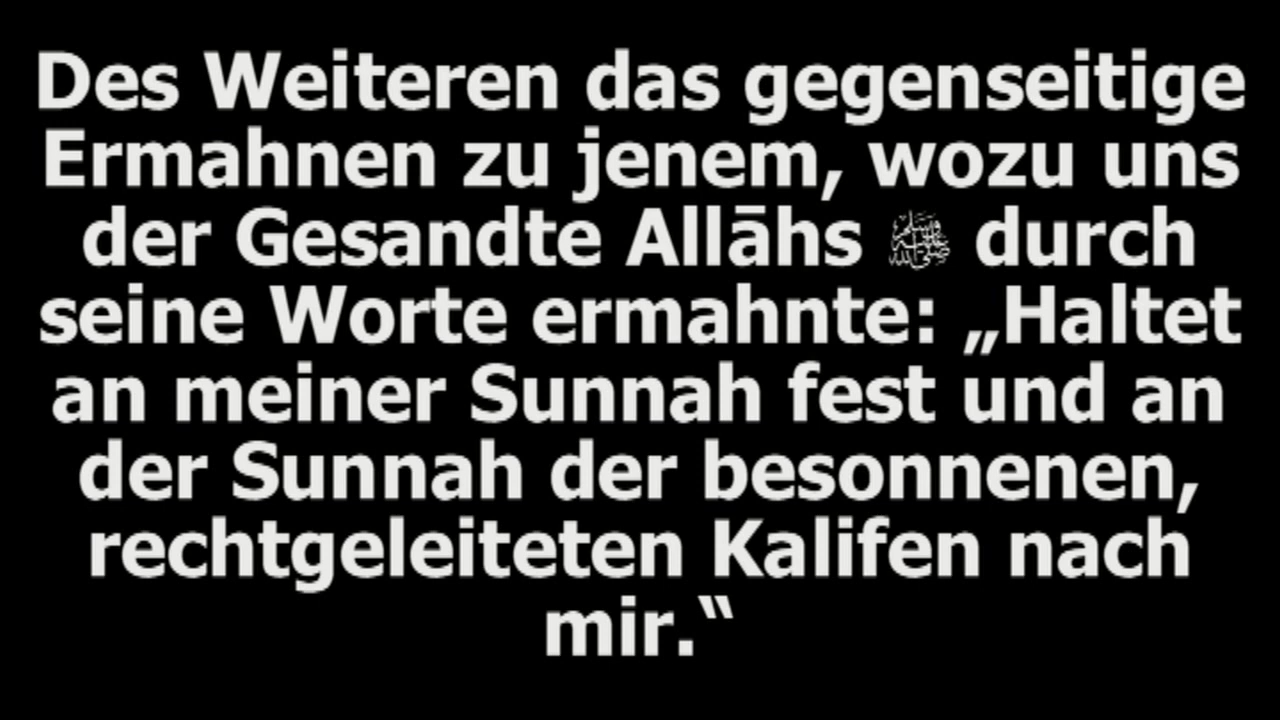 Des Weiteren das gegenseitige
Ermahnen zu jenem, wozu uns
der Gesandte Allāhs ﷺ durch
seine Worte ermahnte: „Haltet
an meiner Sunnah fest und an
der Sunnah der besonnenen,
rechtgeleiteten Kalifen nach
mir.‟